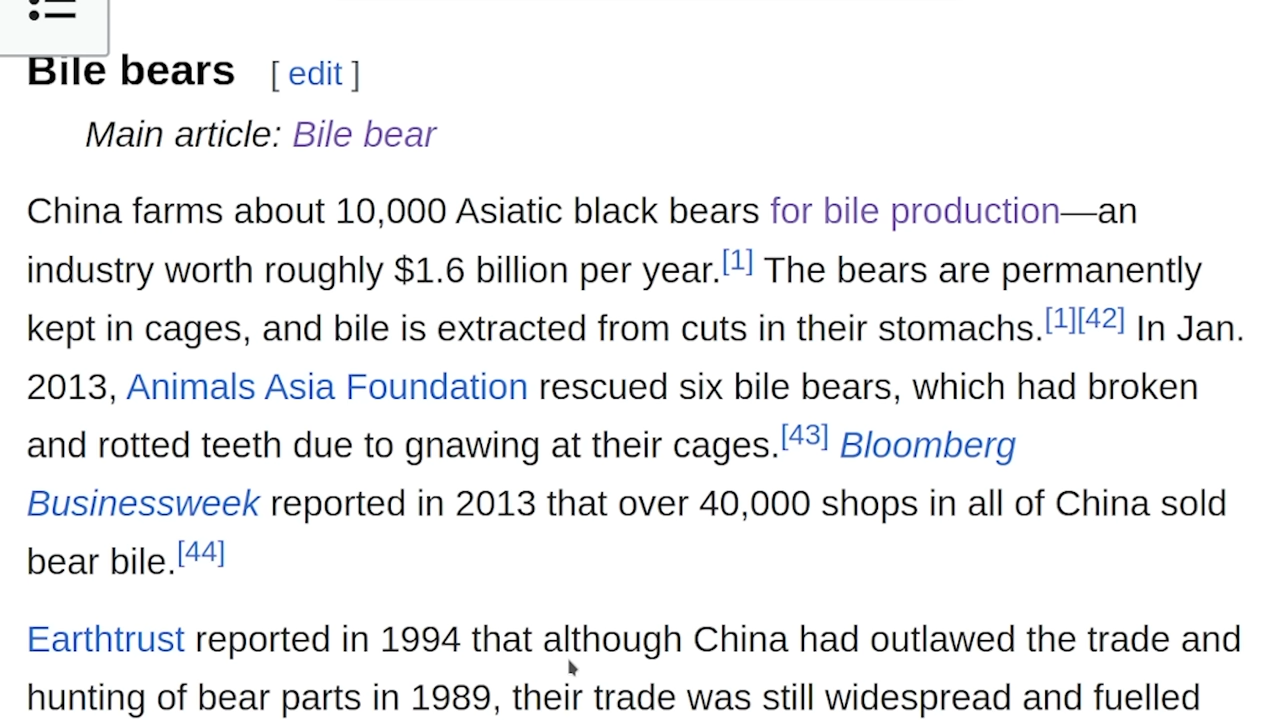 Bile bears [ edit ]
Main article: Bile bear
China farms about 10,000 Asiatic black bears for bile production—an
industry worth roughly $1.6 billion per year.[1] The bears are permanently
kept in cages, and bile is extracted from cuts in their stomachs.[1][42] In Jan.
2013, Animals Asia Foundation rescued six bile bears, which had broken
and rotted teeth due to gnawing at their cages.[43] Bloomberg
Businessweek reported in 2013 that over 40,000 shops in all of China sold
bear bile.[44]
Earthtrust reported in 1994 that although China had outlawed the trade and
hunting of bear parts in 1989, their trade was still widespread and fuelled